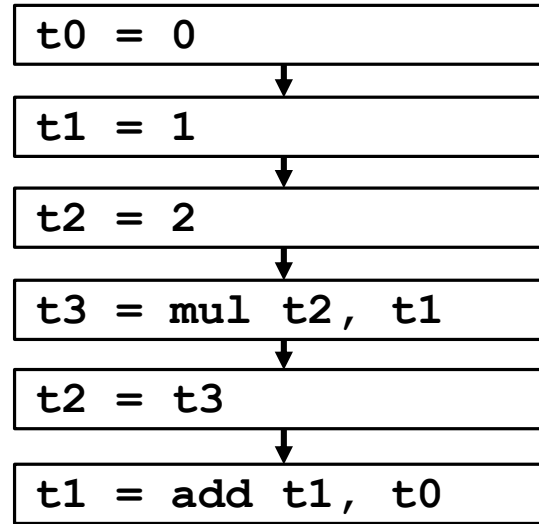 t0 = 0
t1 = 1
t2 = 2
t3 = mul t2, t1
t2 = t3
t1 = add t1, t0